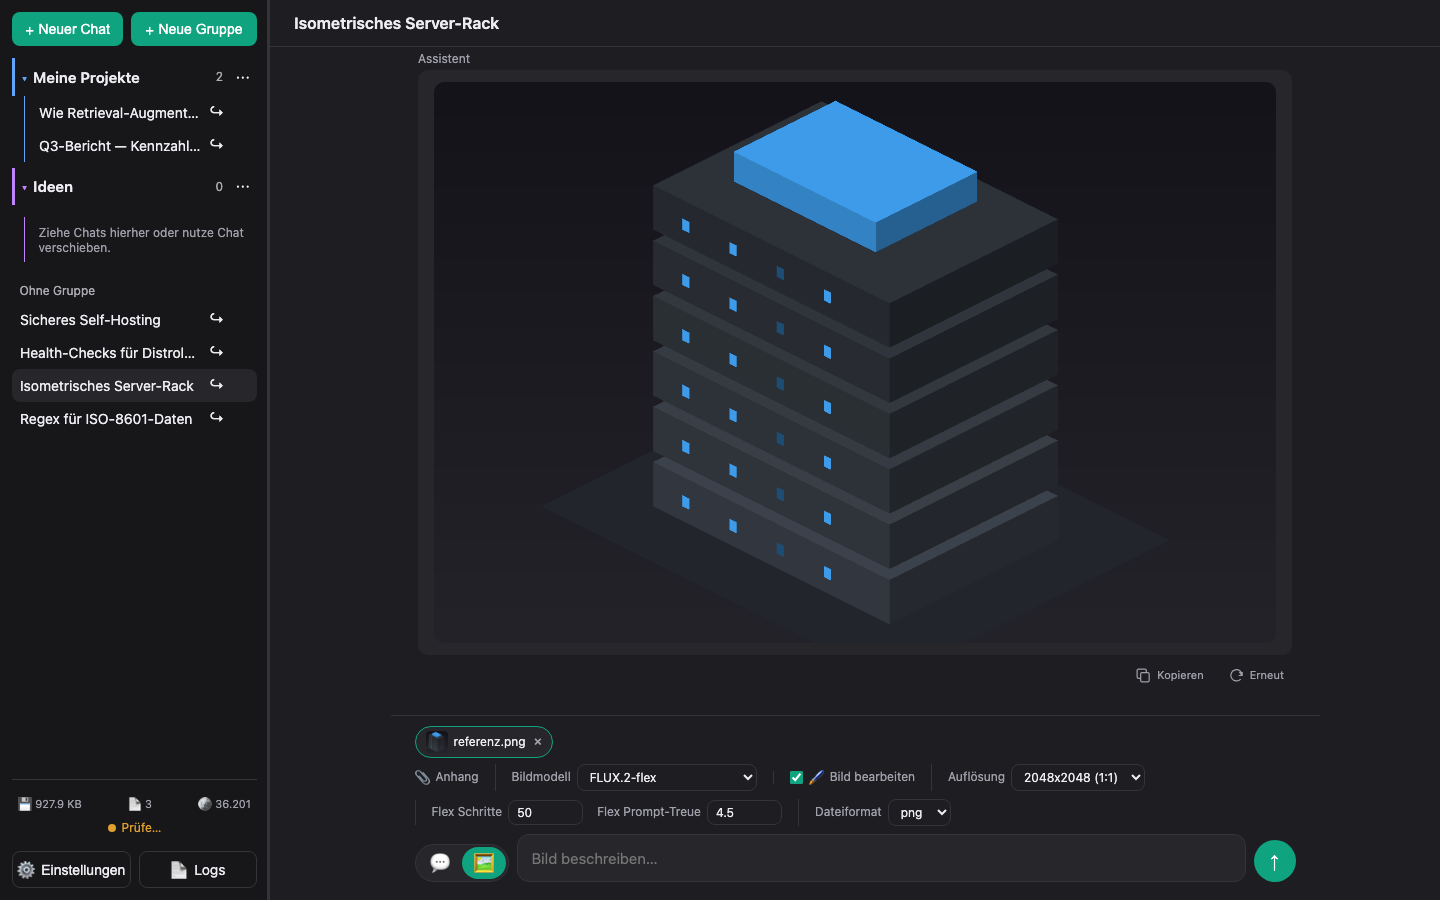 + Neuer Chat
+ Neue Gruppe
Meine Projekte 2 ...
Wie Retrieval-Augment...
Q3-Bericht — Kennzahl...
Ideen 0 ...
Ziehe Chats hierher oder nutze Chat
verschieben.
Ohne Gruppe
Sicheres Self-Hosting
Health-Checks für Distrol...
Isometrisches Server-Rack
Regex für ISO-8601-Daten
927.9 KB
3
36.201
Prüfe...
Einstellungen
Logs
Isometrisches Server-Rack
Assistent
Kopieren
Erneut
referenz.png ×
Anhang
Bildmodell FLUX.2-flex
Bild bearbeiten
Auflösung 2048x2048 (1:1)
Flex Schritte 50
Flex Prompt-Treue 4.5
Dateiformat png
Bild beschreiben...